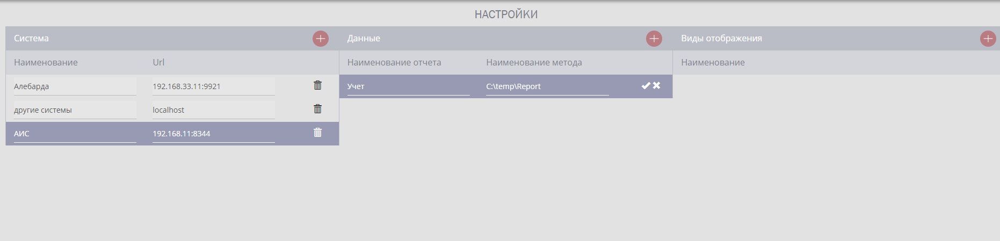 НАСТРОЙКИ
Система Данные Виды отображения
Наименование Url Наименование отчета Наименование метода Наименование
Алебарда 192.168.33.11:9921 Учет C:\temp\Report
другие системы localhost
АИС 192.168.11:8344